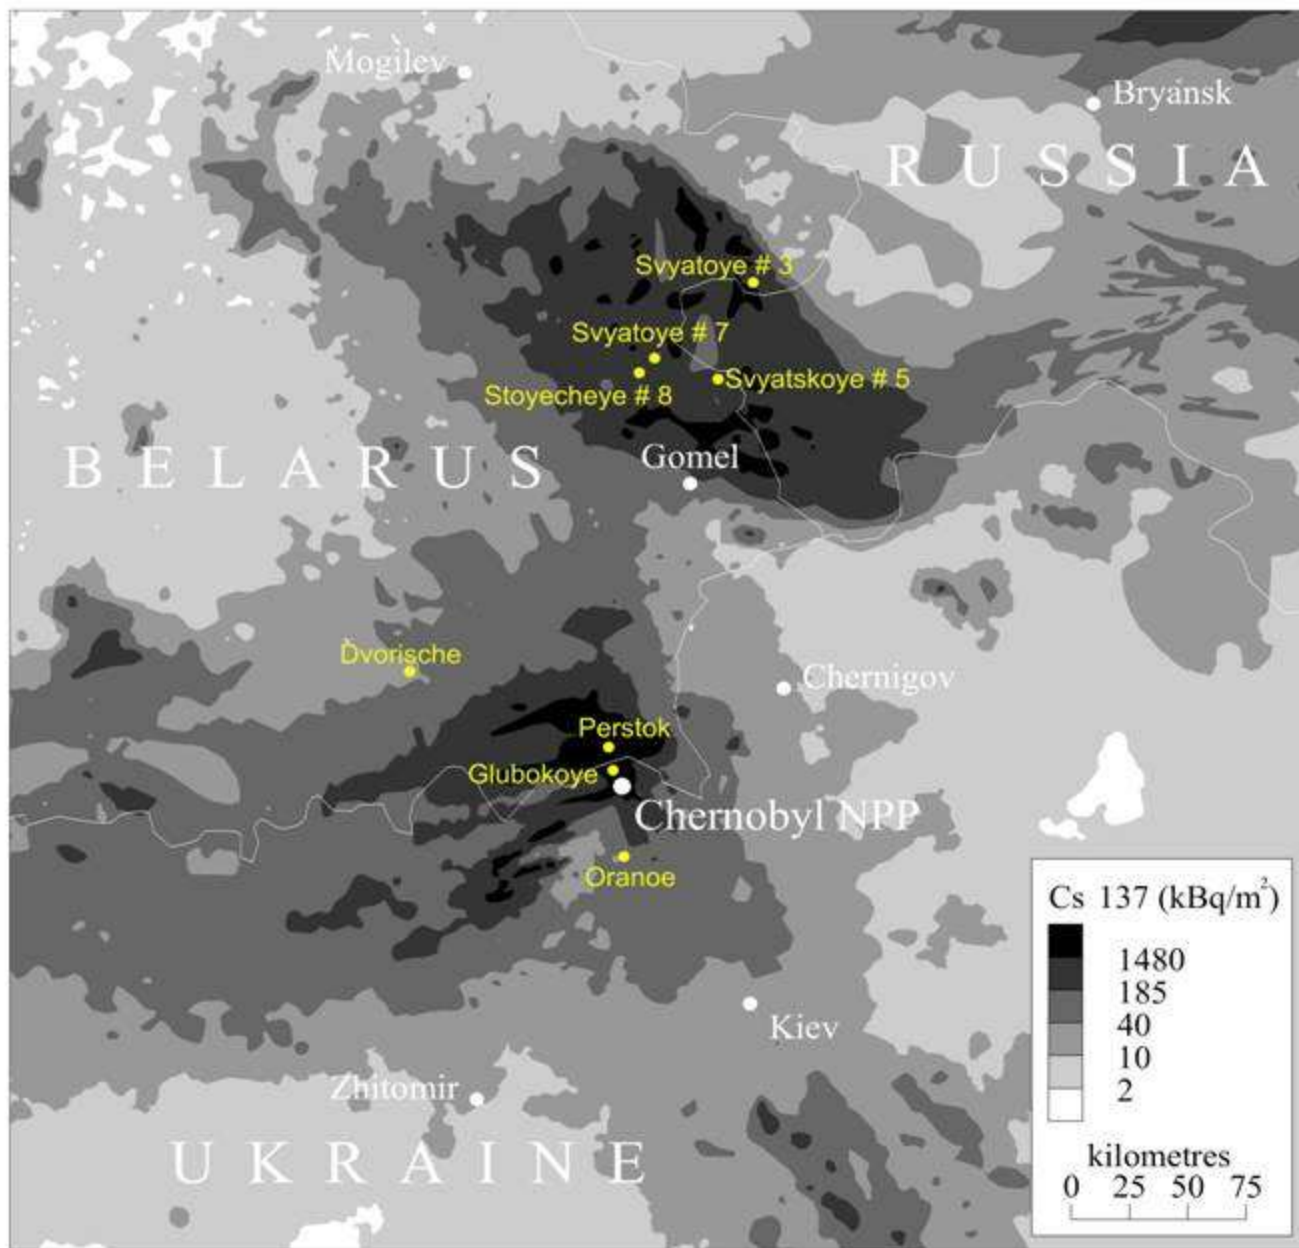 Mogilev
Bryansk
RUSSIA
Svyatoye # 3
Svyatoye # 7
Svyatskoye # 5
Stoyecheye # 8
BELARUS
Gomel
Dvorische
Chernigov
Perstok
Glubokoye
Chernobyl NPP
Oranoe
Cs 137 (kBq/m²)
1480
185
40
10
2
Kiev
Zhitomir
UKRAINE
kilometres
0 25 50 75